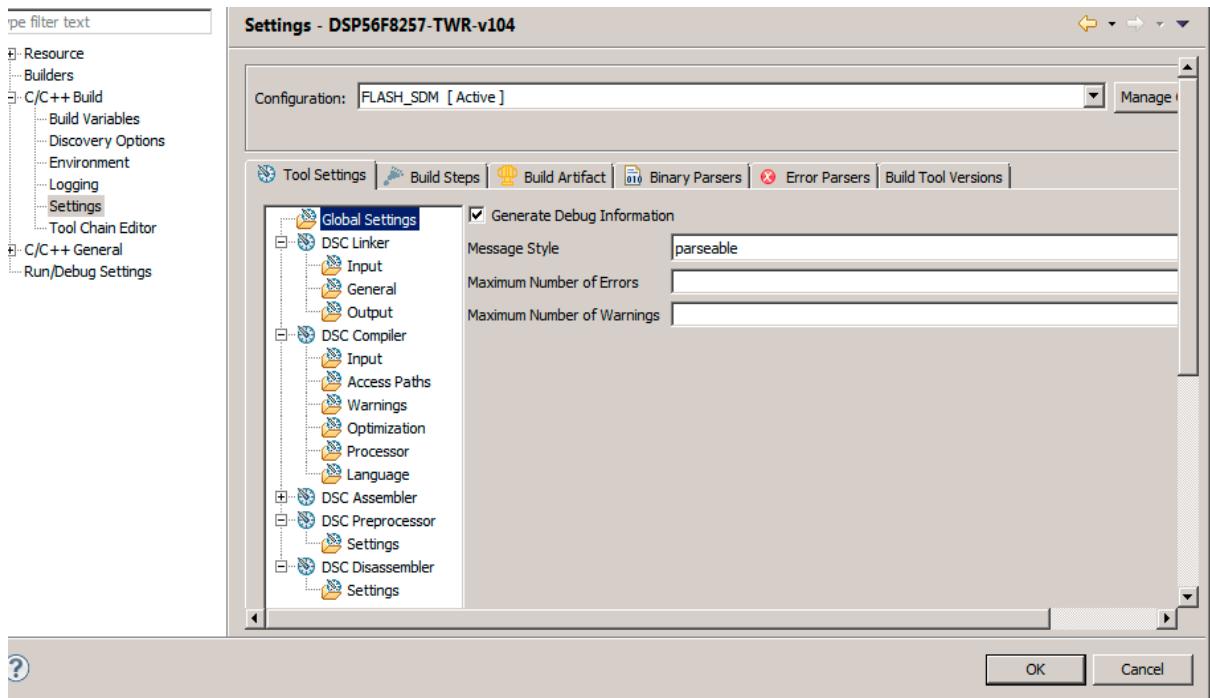 ype filter text
Resource
Builders
C/C++ Build
Build Variables
Discovery Options
Environment
Logging
Settings
Tool Chain Editor
C/C++ General
Run/Debug Settings
Settings - DSP56F8257-TWR-v104
Configuration: FLASH_SDM [ Active ]
Manage
Tool Settings Build Steps Build Artifact Binary Parsers Error Parsers Build Tool Versions
Global Settings
DSC Linker
Input
General
Output
DSC Compiler
Input
Access Paths
Warnings
Optimization
Processor
Language
DSC Assembler
DSC Preprocessor
Settings
DSC Disassembler
Settings
Generate Debug Information
Message Style parseable
Maximum Number of Errors
Maximum Number of Warnings
OK Cancel